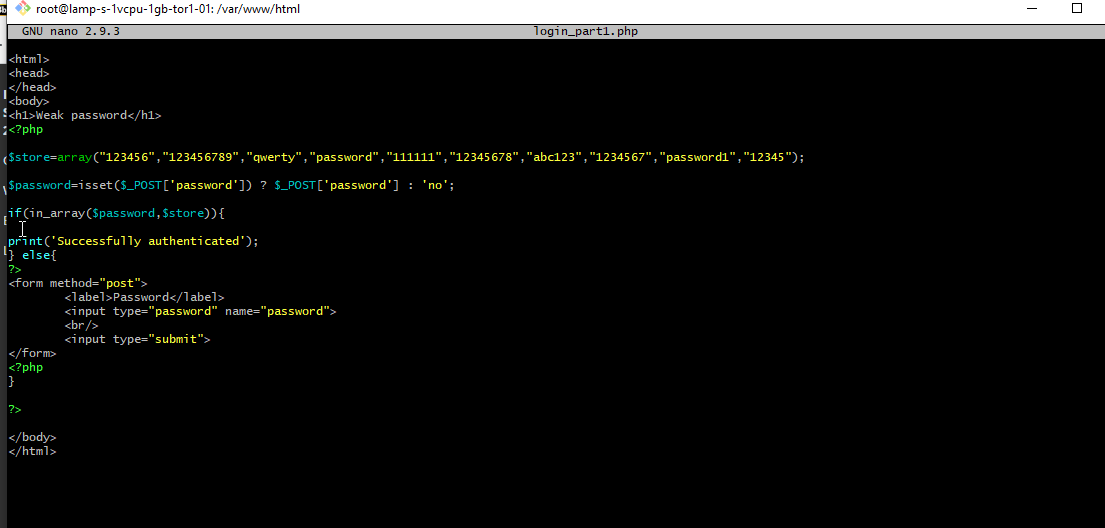 root@lamp-s-1vcpu-1gb-tor1-01: /var/www/html
GNU nano 2.9.3 login_part1.php
<html>
<head>
</head>
<body>
<h1>Weak password</h1>
<?php
$store=array("123456","123456789","qwerty","password","111111","12345678","abc123","1234567","password1","12345");
$password=isset($_POST['password']) ? $_POST['password'] : 'no';
if(in_array($password,$store)){
print('Successfully authenticated');
} else{
?>
<form method="post">
<label>Password</label>
<input type="password" name="password">
<br/>
<input type="submit">
</form>
<?php
}
?>
</body>
</html>